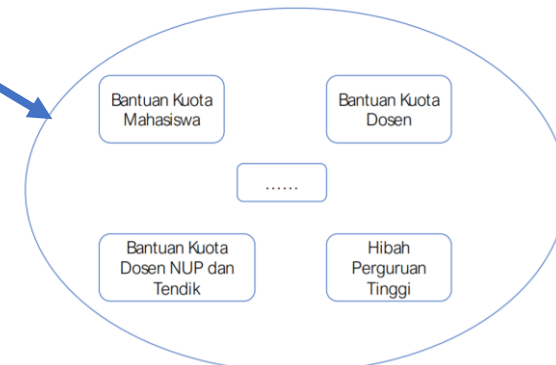 Bantuan Kuota
Mahasiswa
Bantuan Kuota
Dosen
......
Bantuan Kuota
Dosen NUP dan
Tendik
Hibah
Perguruan
Tinggi